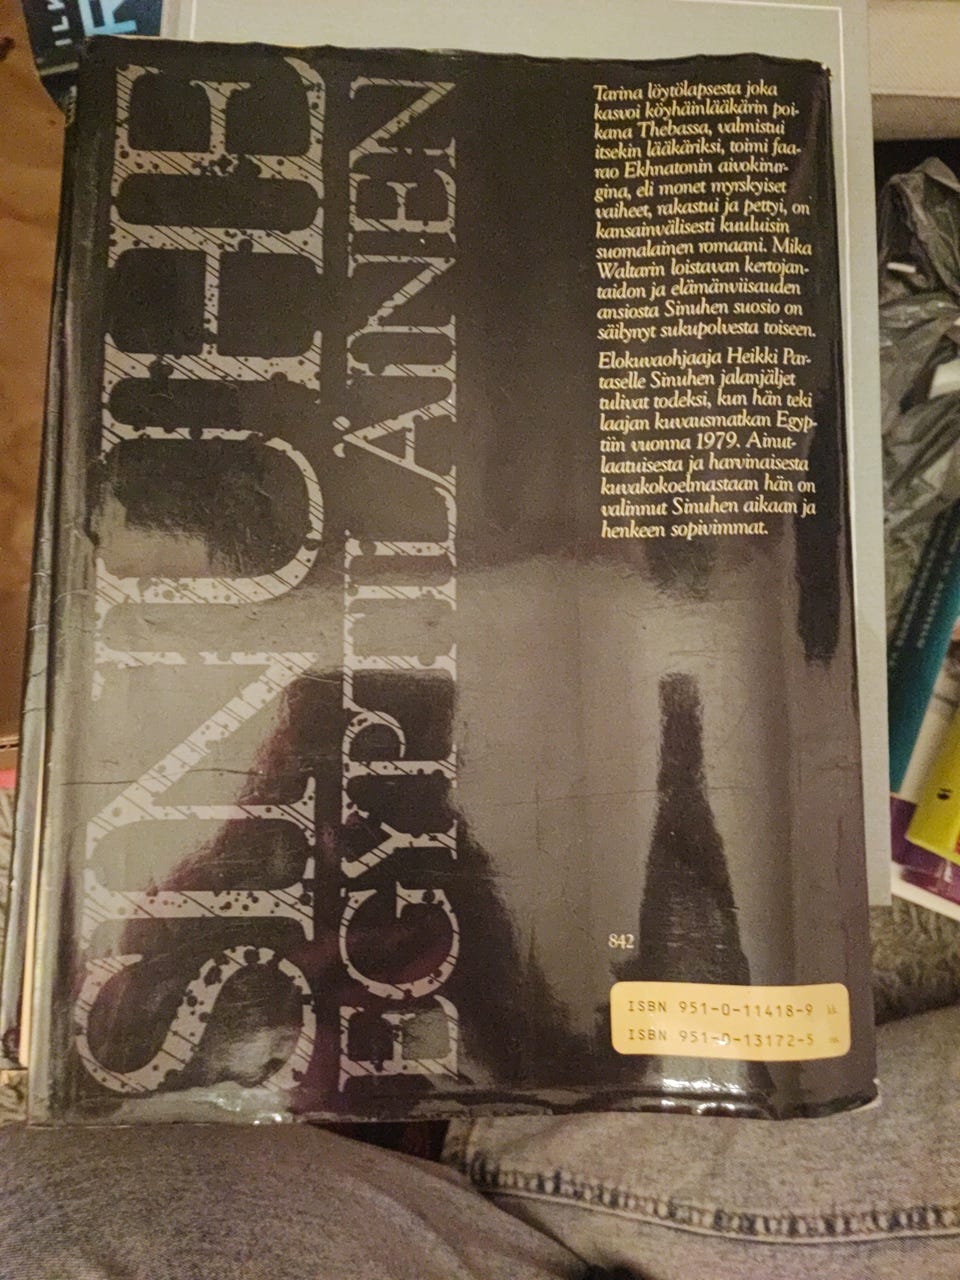 SINUHE
EGYPTILÄINEN
Tarina löytölapsesta joka
kasvoi köyhäinlääkärin poi-
kana Thebassa, valmistui
itsekin lääkäriksi, toimi faa-
rao Ekhnatonin aivokirur-
gina, eli monet myrskyiset
vaiheet, rakastui ja pettyi, on
kansainvälisesti kuuluisin
suomalainen romaani. Mika
Waltarin loistavan kertojan-
taidon ja elämänviisauden
ansiosta Sinuhen suosio on
säilynyt sukupolvesta toiseen.
Elokuvaohjaaja Heikki Par-
taselle Sinuhen jalanjäljet
tulivat todeksi, kun hän teki
laajan kuvausmatkan Egyp-
tiin vuonna 1979. Ainut-
laatuisesta ja harvinaisesta
kuvakokoelmastaan hän on
valinnut Sinuhen aikaan ja
henkeen sopivimmat.
842
ISBN 951-0-11418-9
ISBN 951-0-13172-5